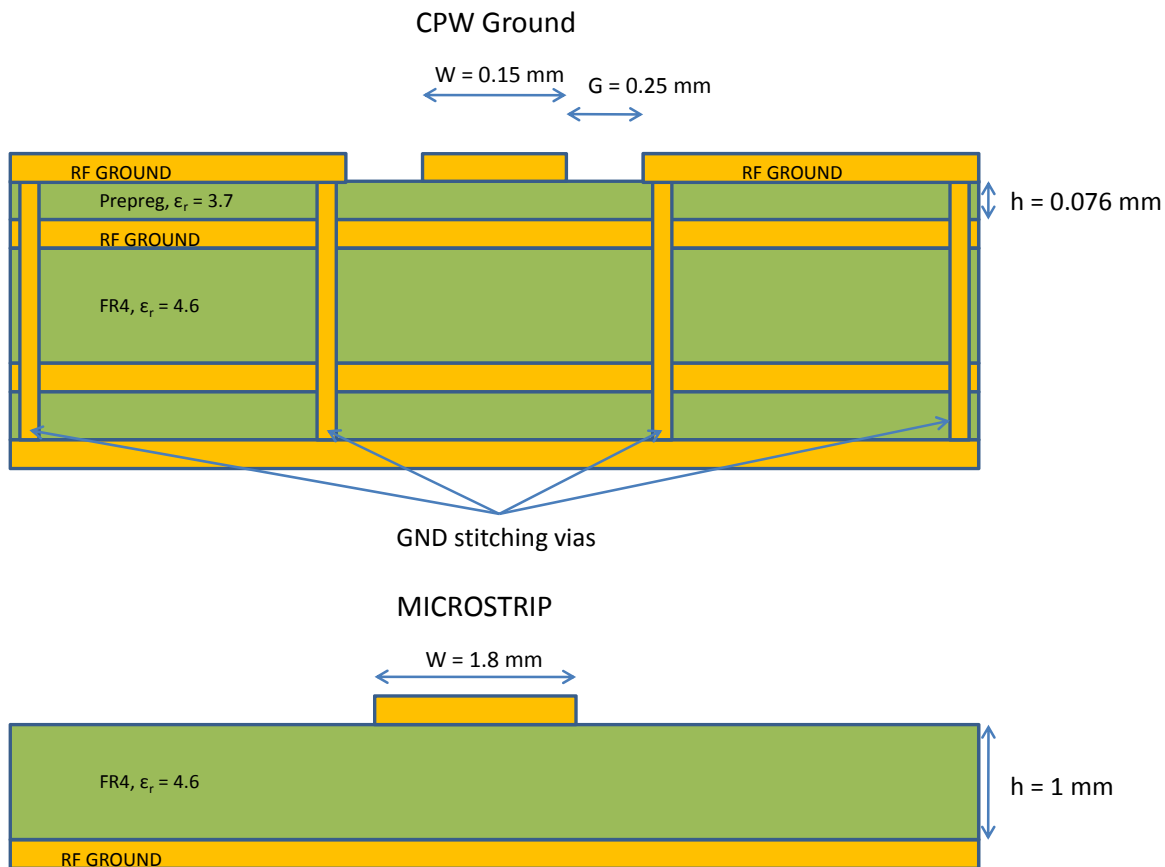 CPW Ground
W = 0.15 mm
G = 0.25 mm
RF GROUND
RF GROUND
Prepreg, εr = 3.7
h = 0.076 mm
RF GROUND
FR4, εr = 4.6
GND stitching vias
MICROSTRIP
W = 1.8 mm
FR4, εr = 4.6
h = 1 mm
RF GROUND